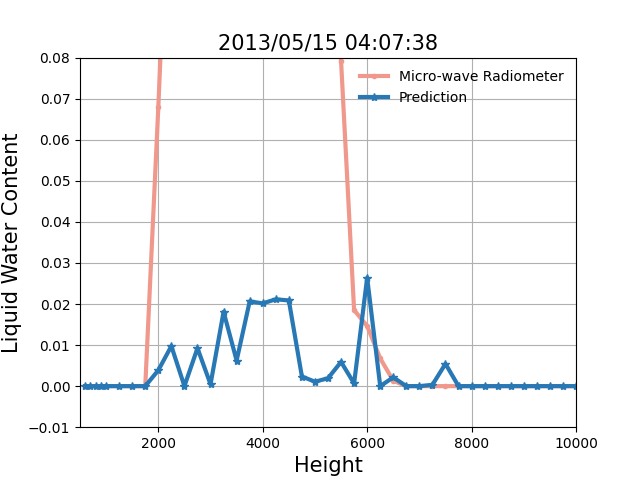 2013/05/15 04:07:38
Micro-wave Radiometer
Prediction
Liquid Water Content
0.08
0.07
0.06
0.05
0.04
0.03
0.02
0.01
0.00
−0.01
2000 4000 6000 8000 10000
Height